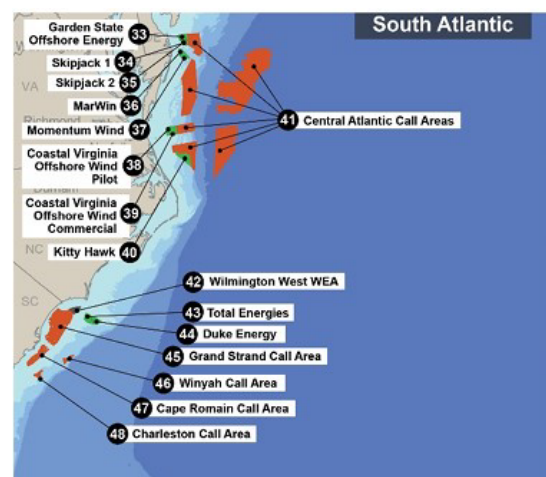 South Atlantic
Garden State
Offshore Energy
33
Skipjack 1
34
Skipjack 2
35
MarWin
36
Momentum Wind
37
Coastal Virginia
Offshore Wind
Pilot
38
Coastal Virginia
Offshore Wind
Commercial
39
Kitty Hawk
40
41
Central Atlantic Call Areas
VA
Richmond
Durham
NC
SC
42
Wilmington West WEA
43
Total Energies
44
Duke Energy
45
Grand Strand Call Area
46
Winyah Call Area
47
Cape Romain Call Area
48
Charleston Call Area